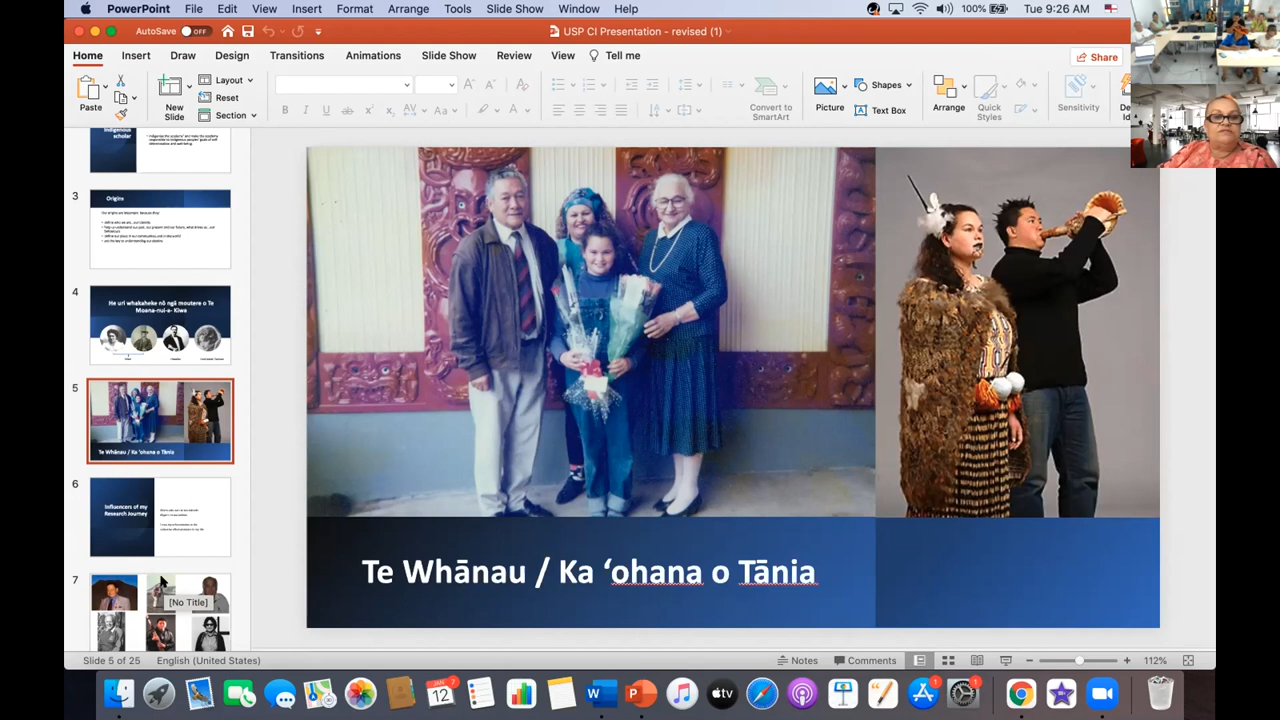 PowerPoint File Edit View Insert Format Arrange Tools Slide Show Window Help 100% Tue 9:26 AM
AutoSave OFF USP CI Presentation - revised (1)
Home Insert Draw Design Transitions Animations Slide Show Review View Tell me Share
Paste
New Slide
Layout
Reset
Section
Convert to SmartArt
Picture
Shapes
Text Box
Arrange
Quick Styles
Sensitivity
Indigenous scholar
3
Origins
4
He uri whakaheke nō ngā moutere o Te
Moana-nui-a-Kiwa
5
Te Whānau / Ka ‘ohana o Tānia
6
Influencers of my
Research Journey
7
[No Title]
Te Whānau / Ka ‘ohana o Tānia
Slide 5 of 25 English (United States) Notes Comments 112%
JAN
12